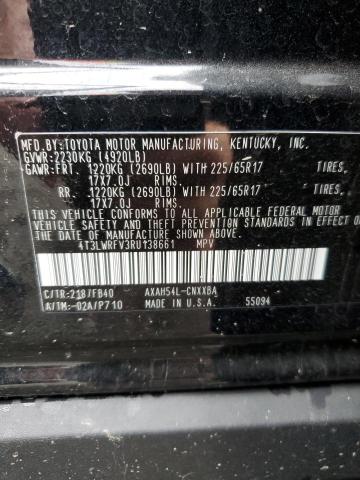 MFD.BY:TOYOTA MOTOR MANUFACTURING, KENTUCKY, INC.
GVWR:2230KG (4920LB)
GAWR:FRT. 1220KG (2690LB) WITH 225/65R17 TIRES,
17X7.0J RIMS.
RR. 1220KG (2690LB) WITH 225/65R17 TIRES,
17X7.0J RIMS.
THIS VEHICLE CONFORMS TO ALL APPLICABLE FEDERAL MOTOR
VEHICLE SAFETY STANDARDS IN EFFECT ON THE DATE OF
MANUFACTURE SHOWN ABOVE.
4T3LWRFV3RU138661 MPV
C/TR:218/FB40 AXAH54L-CNXXBA
A/TM:-02A/P710 MADE IN U.S.A. 55094